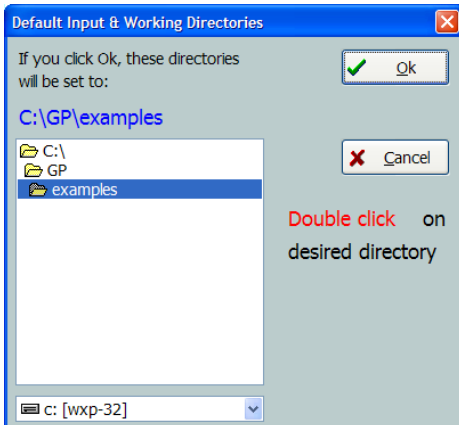 Default Input & Working Directories
If you click Ok, these directories
will be set to:
Ok
C:\GP\examples
C:\
GP
examples
Cancel
Double click on
desired directory
c: [wxp-32]